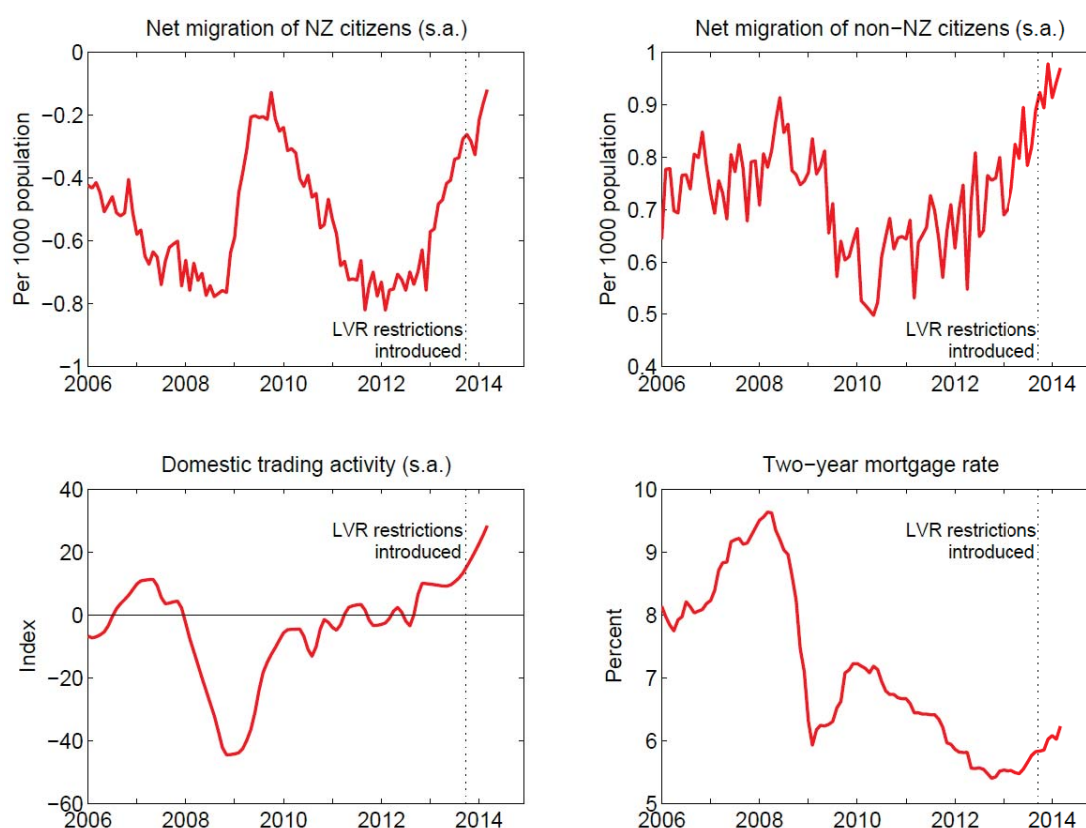 Net migration of NZ citizens (s.a.)
Per 1000 population
0
−0.2
−0.4
−0.6
−0.8
−1
LVR restrictions
introduced
2006 2008 2010 2012 2014
Net migration of non−NZ citizens (s.a.)
Per 1000 population
1
0.9
0.8
0.7
0.6
0.5
0.4
LVR restrictions
introduced
2006 2008 2010 2012 2014
Domestic trading activity (s.a.)
Index
40
20
0
−20
−40
−60
LVR restrictions
introduced
2006 2008 2010 2012 2014
Two−year mortgage rate
Percent
10
9
8
7
6
5
LVR restrictions
introduced
2006 2008 2010 2012 2014